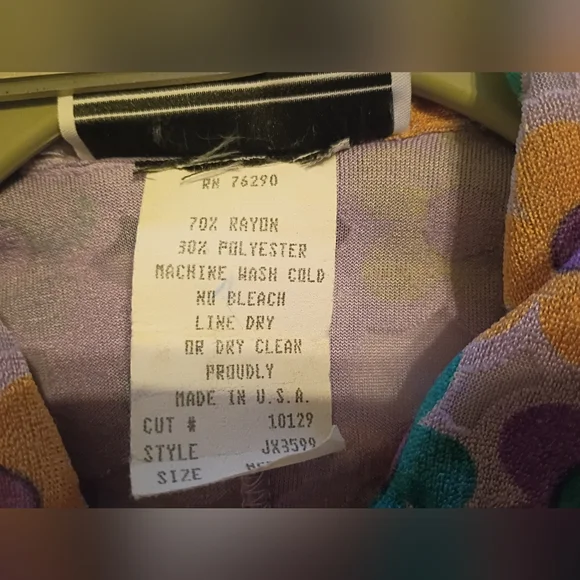 RN 76290
70% RAYON
30% POLYESTER
MACHINE WASH COLD
NO BLEACH
LINE DRY
OR DRY CLEAN
PROUDLY
MADE IN U.S.A.
CUT # 10129
STYLE JX3599
SIZE